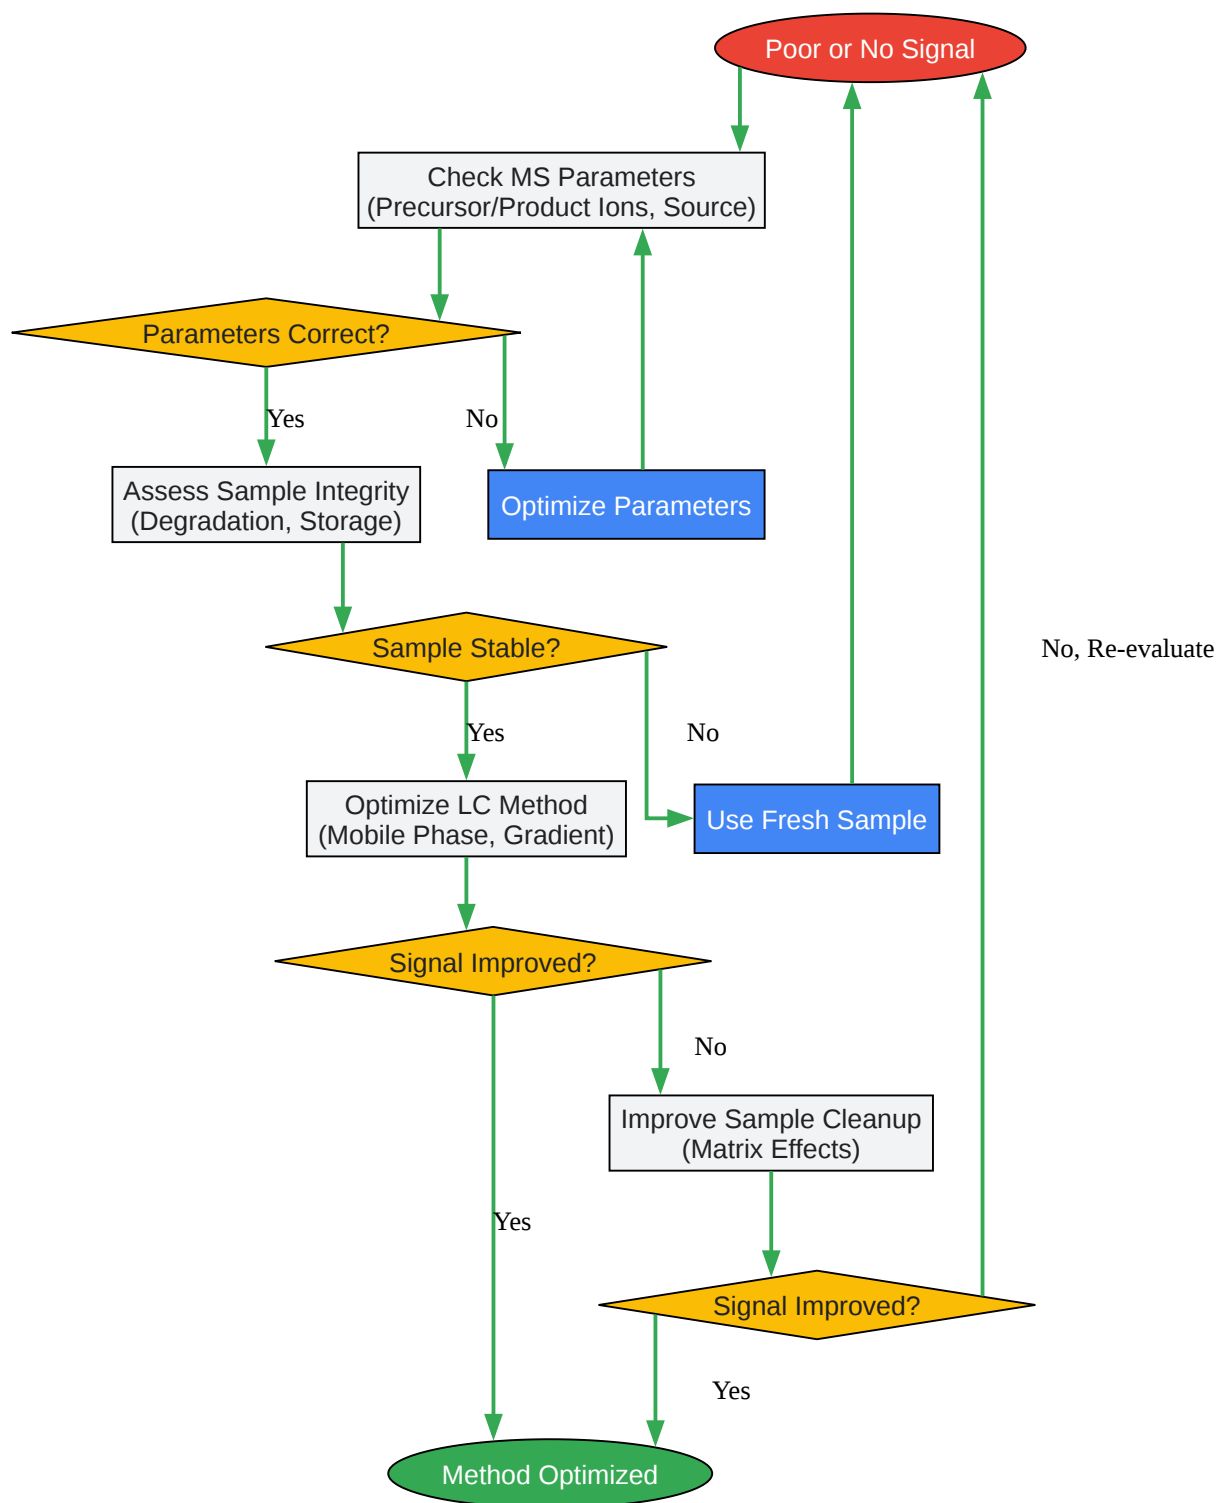 Poor or No Signal
Check MS Parameters
(Precursor/Product Ions, Source)
Parameters Correct?
Yes
No
Assess Sample Integrity
(Degradation, Storage)
Optimize Parameters
Sample Stable?
No, Re-evaluate
Yes
No
Optimize LC Method
(Mobile Phase, Gradient)
Use Fresh Sample
Signal Improved?
No
Improve Sample Cleanup
(Matrix Effects)
Yes
Signal Improved?
Yes
Method Optimized